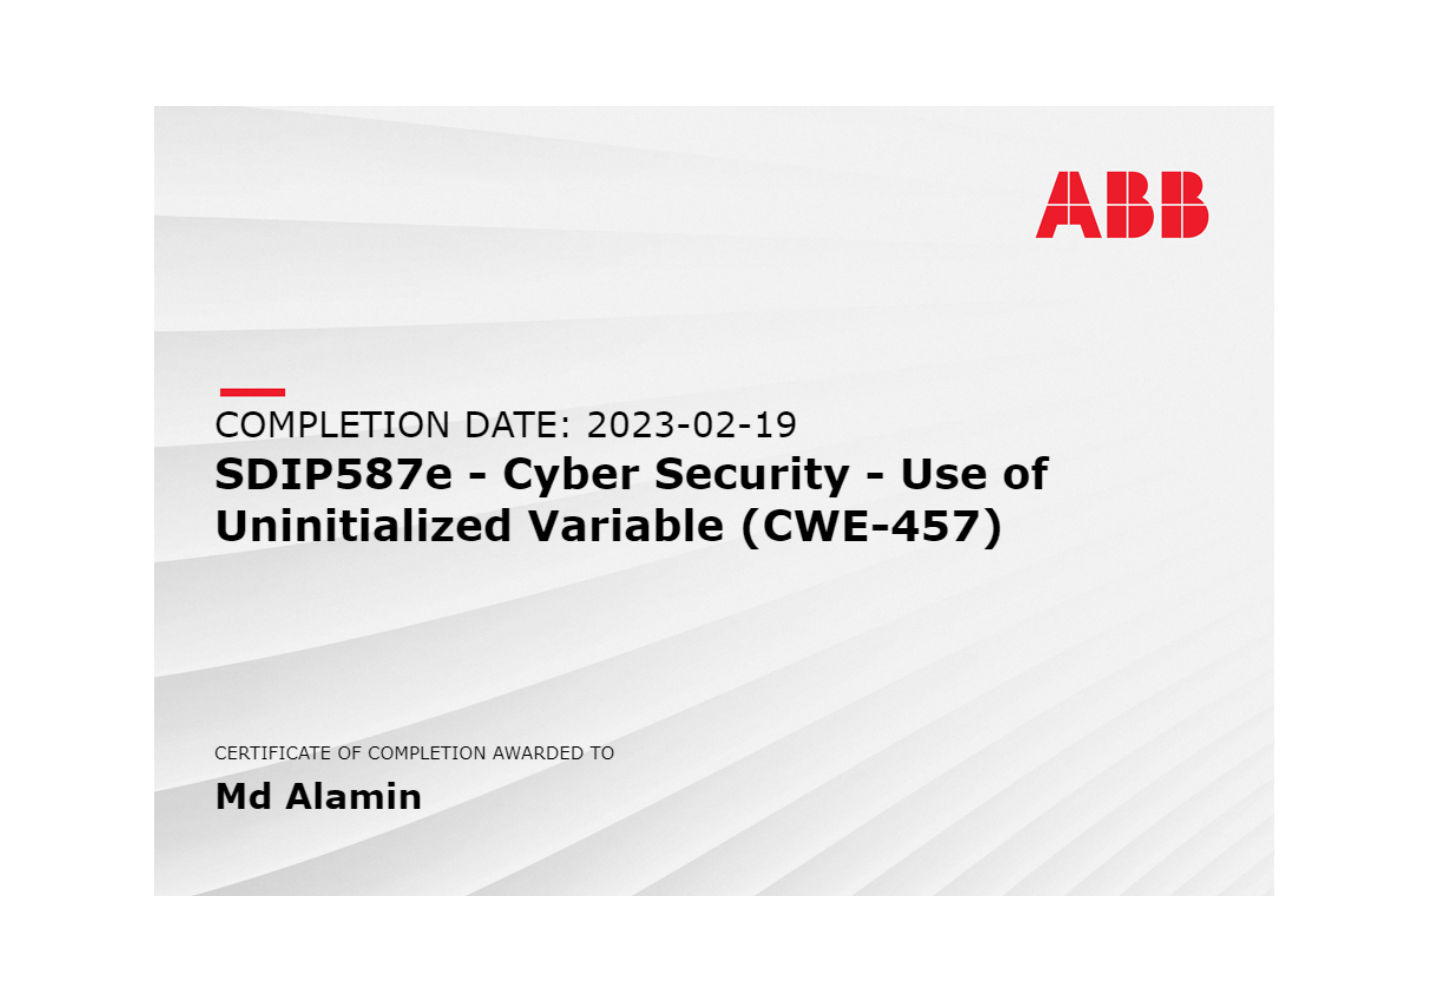 ABB
COMPLETION DATE: 2023-02-19
SDIP587e - Cyber Security - Use of
Uninitialized Variable (CWE-457)
CERTIFICATE OF COMPLETION AWARDED TO
Md Alamin